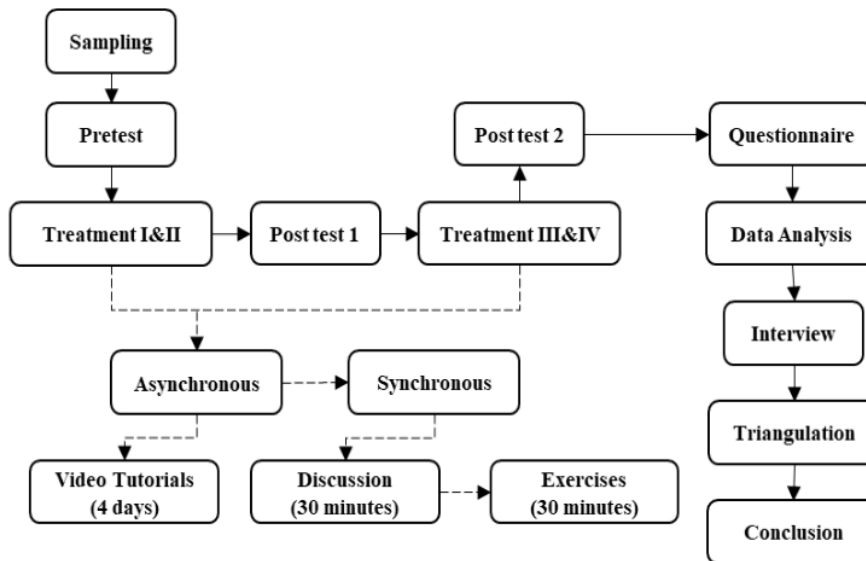 Sampling
Pretest
Post test 2
Questionnaire
Treatment I&II
Post test 1
Treatment III&IV
Data Analysis
Interview
Asynchronous
Synchronous
Triangulation
Video Tutorials
(4 days)
Discussion
(30 minutes)
Exercises
(30 minutes)
Conclusion